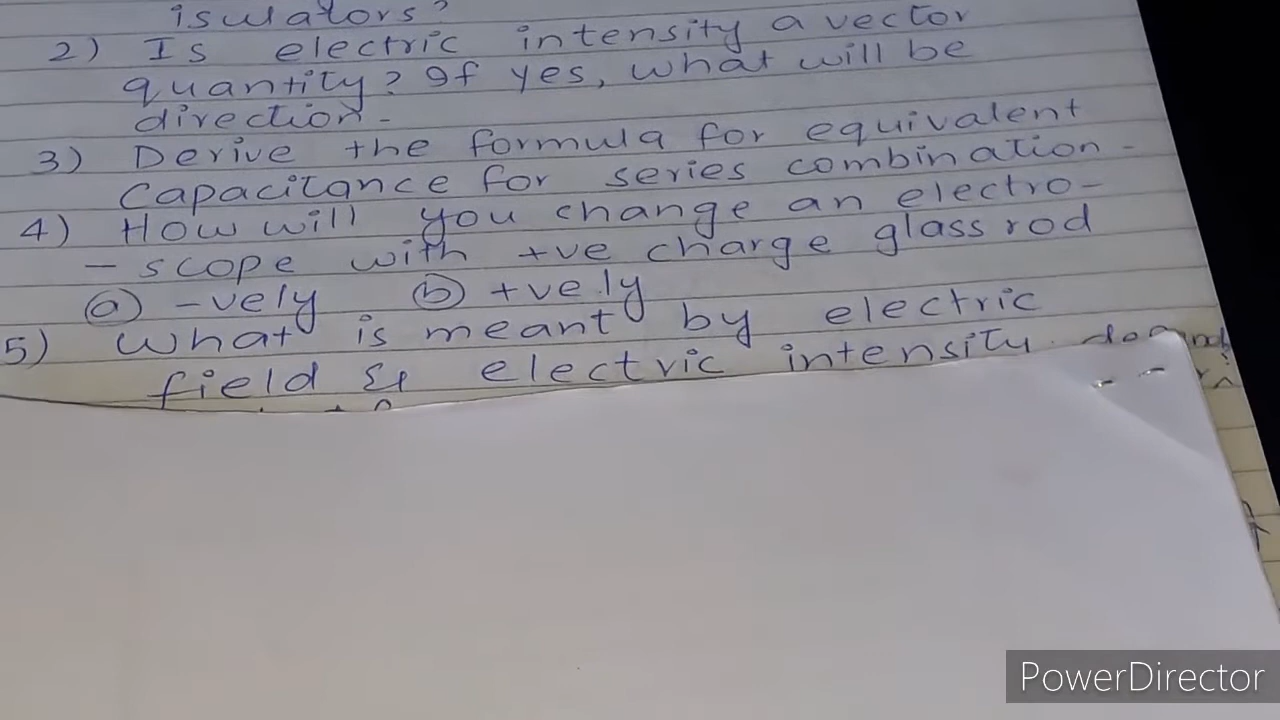 isulators?
2) Is electric intensity a vector
quantity? If yes, what will be
direction.
3) Derive the formula for equivalent
capacitance for series combination.
4) How will you change an electro-
- scope with +ve charge glass rod
(a) -vely (b) +vely
5) What is meant by electric
field & electric intensity.
PowerDirector